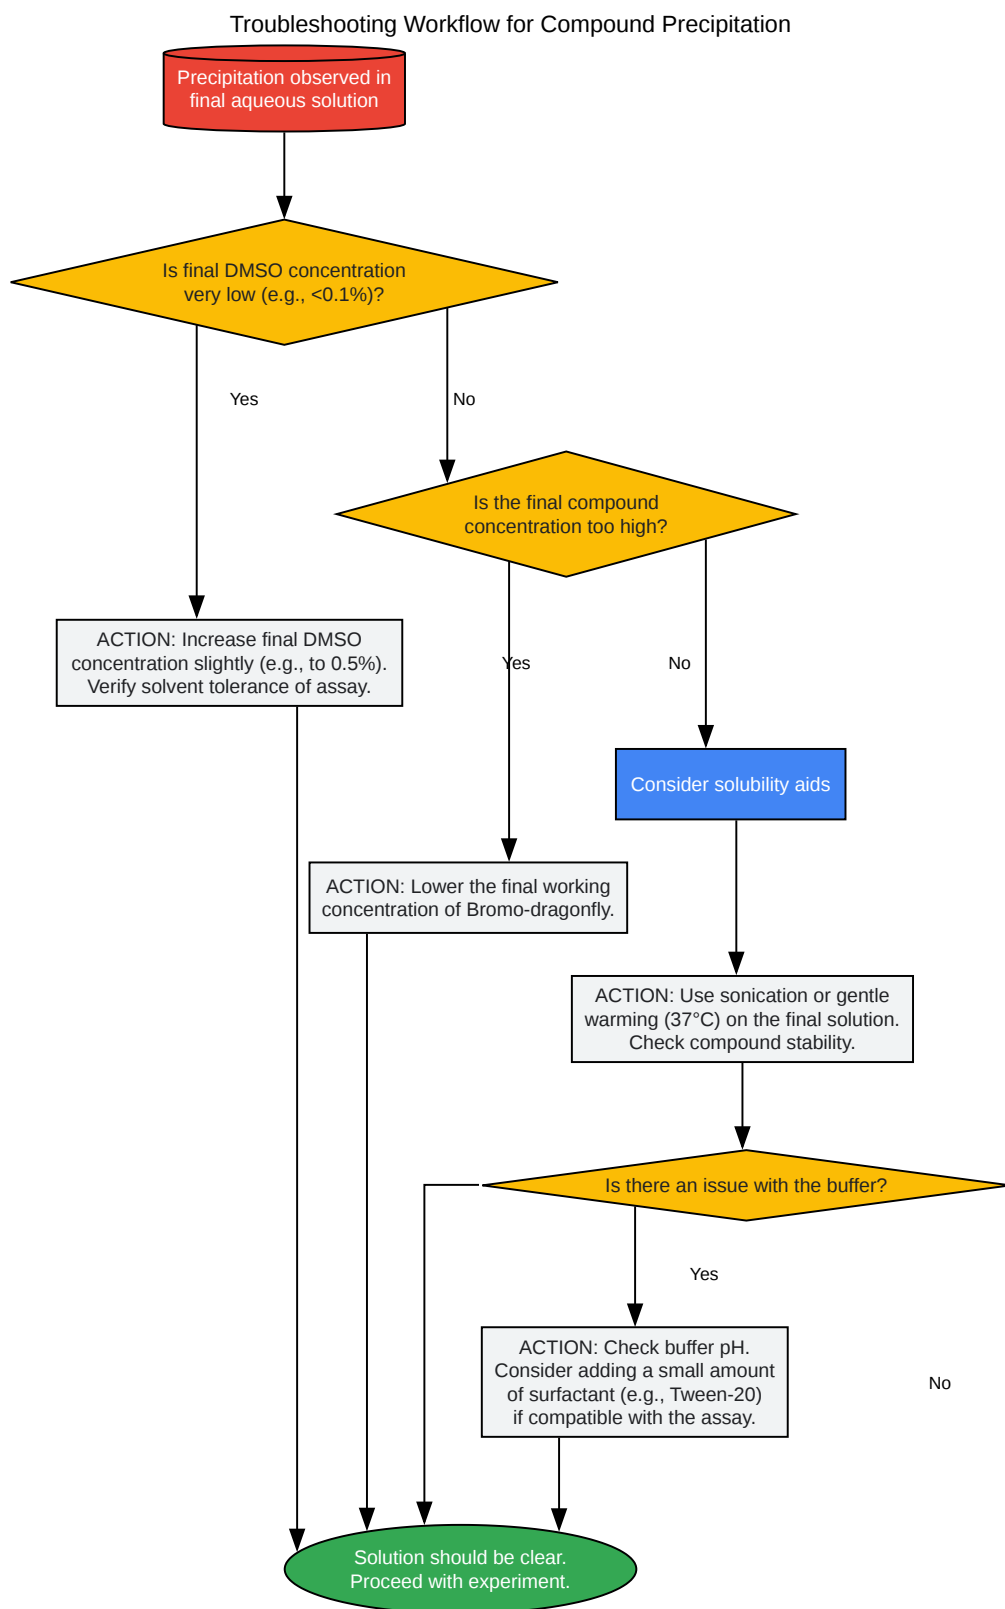 Troubleshooting Workflow for Compound Precipitation
Precipitation observed in
final aqueous solution
Is final DMSO concentration
very low (e.g., <0.1%)?
Yes
No
Is the final compound
concentration too high?
ACTION: Increase final DMSO
concentration slightly (e.g., to 0.5%).
Verify solvent tolerance of assay.
Yes
No
Consider solubility aids
ACTION: Lower the final working
concentration of Bromo-dragonfly.
ACTION: Use sonication or gentle
warming (37°C) on the final solution.
Check compound stability.
Is there an issue with the buffer?
Yes
ACTION: Check buffer pH.
Consider adding a small amount
of surfactant (e.g., Tween-20)
if compatible with the assay.
No
Solution should be clear.
Proceed with experiment.